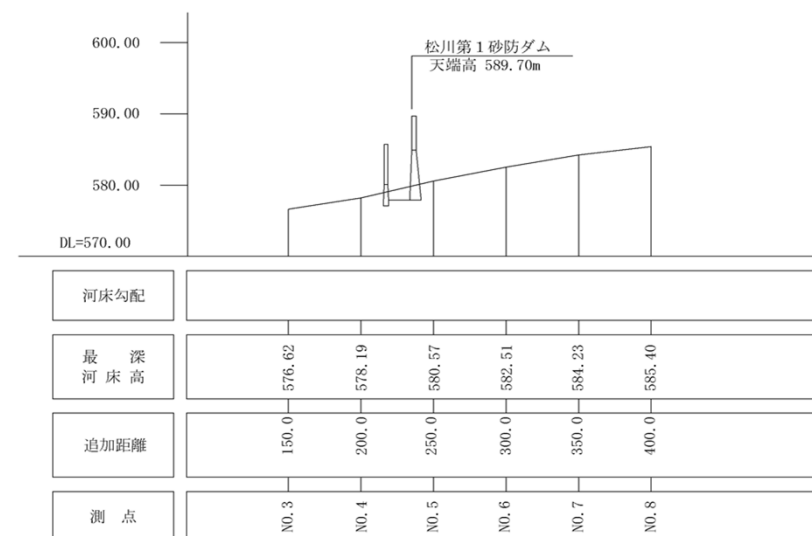 600.00
松川第1砂防ダム
天端高 589.70m
590.00
580.00
DL=570.00
河床勾配
最 深
河 床 高
576.62
578.19
580.57
582.51
584.23
585.40
追加距離
150.0
200.0
250.0
300.0
350.0
400.0
測 点
NO.3
NO.4
NO.5
NO.6
NO.7
NO.8